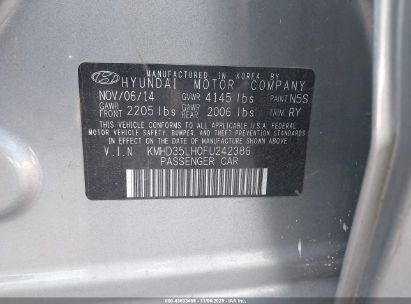 MANUFACTURED IN KOREA BY
HYUNDAI MOTOR COMPANY
NOV/06/14 GVWR 4145 lbs PAINT N5S
GAWR FRONT 2205 lbs GAWR REAR 2006 lbs TRIM RY
THIS VEHICLE CONFORMS TO ALL APPLICABLE FEDERAL
MOTOR VEHICLE SAFETY, BUMPER, AND THEFT PREVENTION STANDARDS
IN EFFECT ON THE DATE OF MANUFACTURE SHOWN ABOVE.
V.I.N KMHD35LH0FU242386
PASSENGER CAR